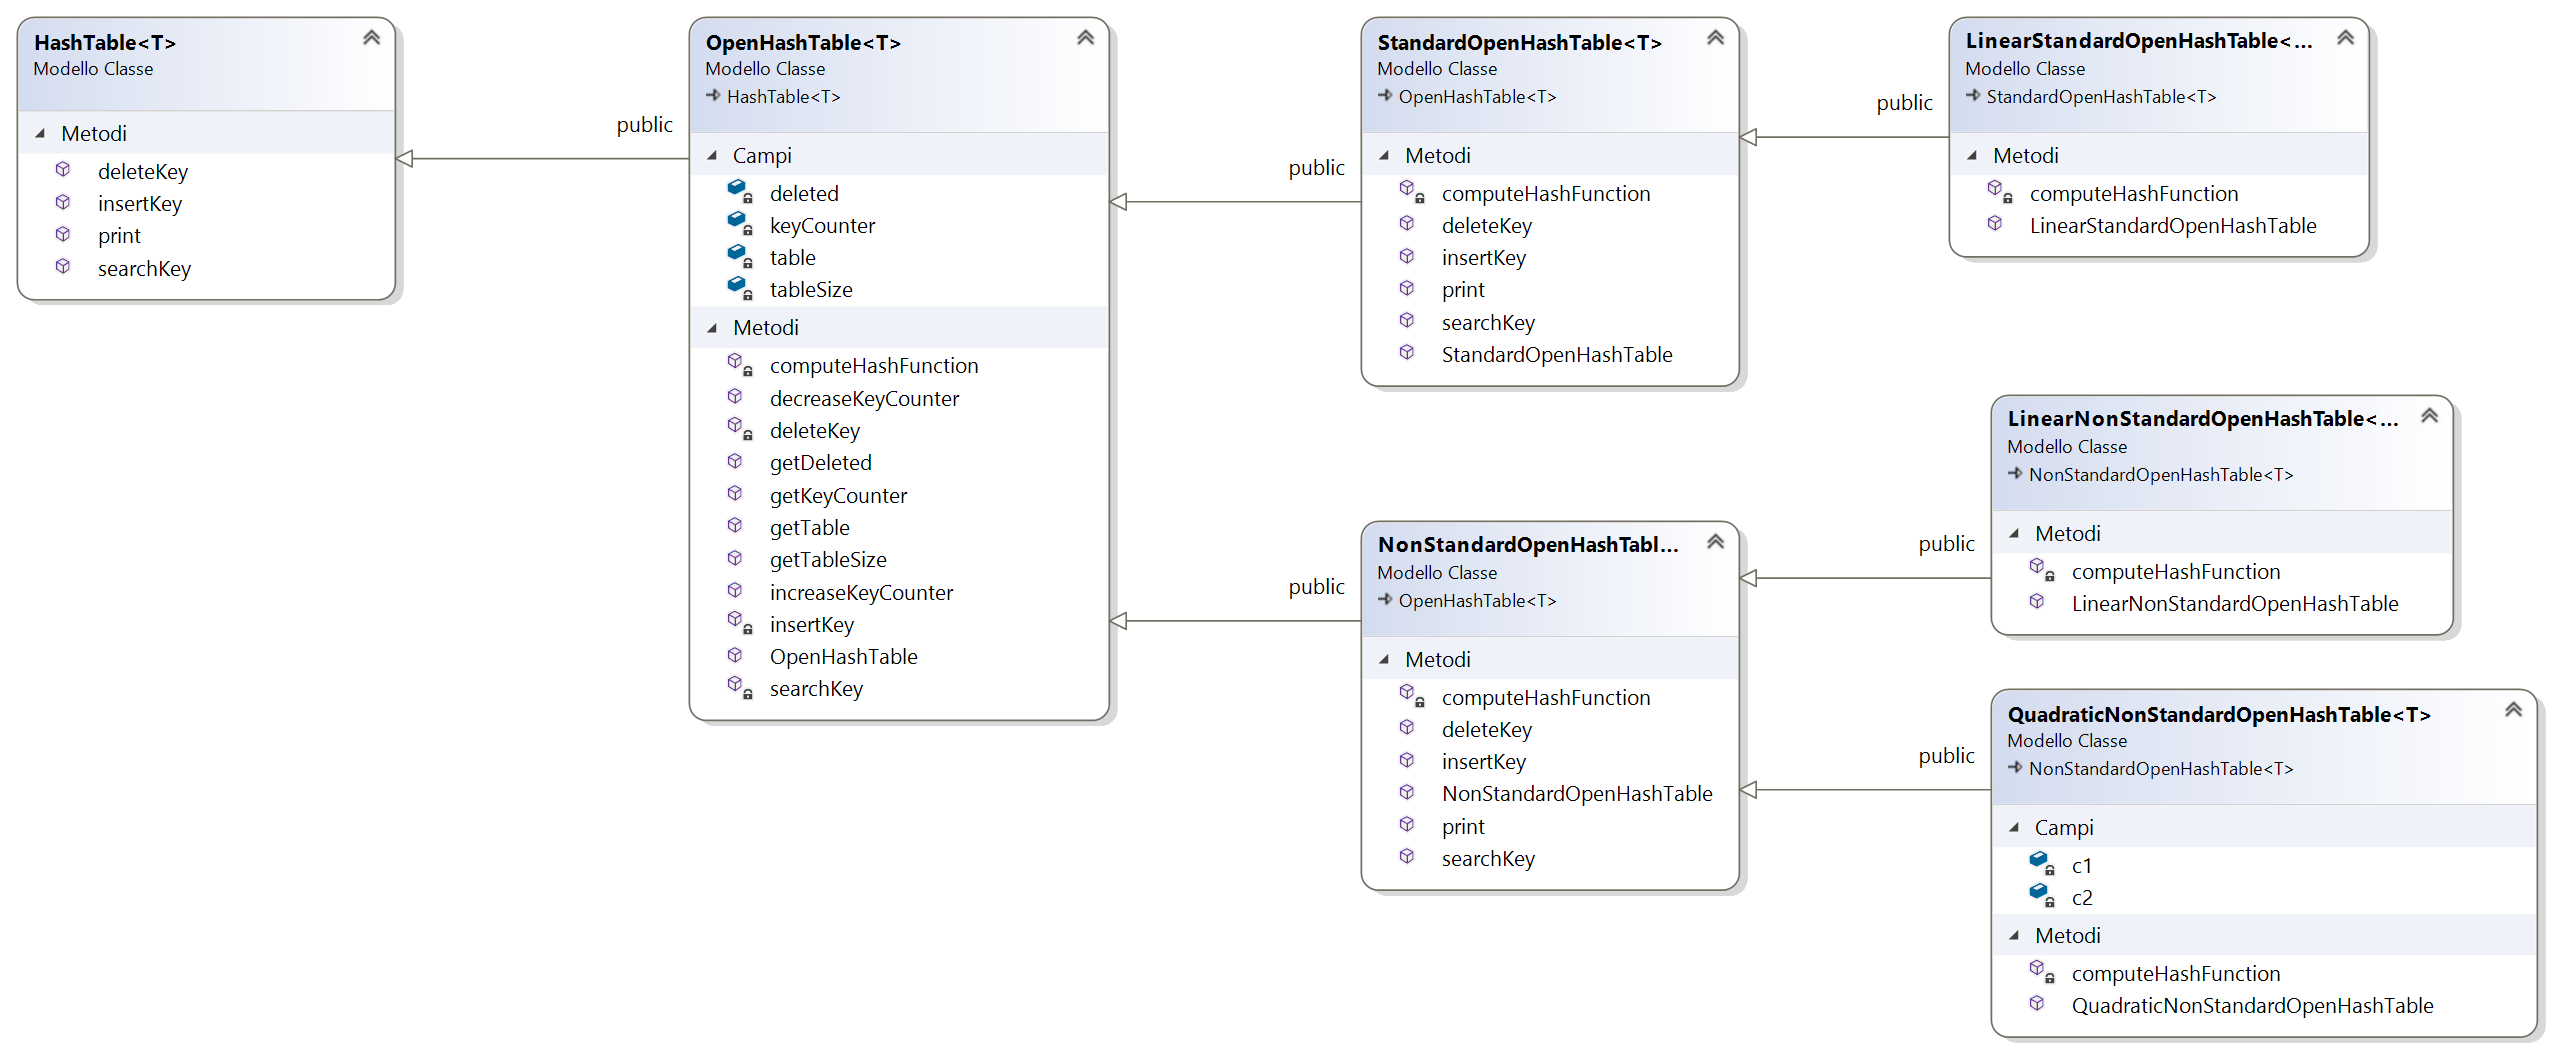 HashTable<T>
Modello Classe
Metodi
deleteKey
insertKey
print
searchKey
public
OpenHashTable<T>
Modello Classe
HashTable<T>
Campi
deleted
keyCounter
table
tableSize
Metodi
computeHashFunction
decreaseKeyCounter
deleteKey
getDeleted
getKeyCounter
getTable
getTableSize
increaseKeyCounter
insertKey
OpenHashTable
searchKey
public
StandardOpenHashTable<T>
Modello Classe
OpenHashTable<T>
Metodi
computeHashFunction
deleteKey
insertKey
print
searchKey
StandardOpenHashTable
public
LinearStandardOpenHashTable<...
Modello Classe
StandardOpenHashTable<T>
Metodi
computeHashFunction
LinearStandardOpenHashTable
public
NonStandardOpenHashTabl...
Modello Classe
OpenHashTable<T>
Metodi
computeHashFunction
deleteKey
insertKey
NonStandardOpenHashTable
print
searchKey
public
LinearNonStandardOpenHashTable<...
Modello Classe
NonStandardOpenHashTable<T>
Metodi
computeHashFunction
LinearNonStandardOpenHashTable
public
QuadraticNonStandardOpenHashTable<T>
Modello Classe
NonStandardOpenHashTable<T>
Campi
c1
c2
Metodi
computeHashFunction
QuadraticNonStandardOpenHashTable